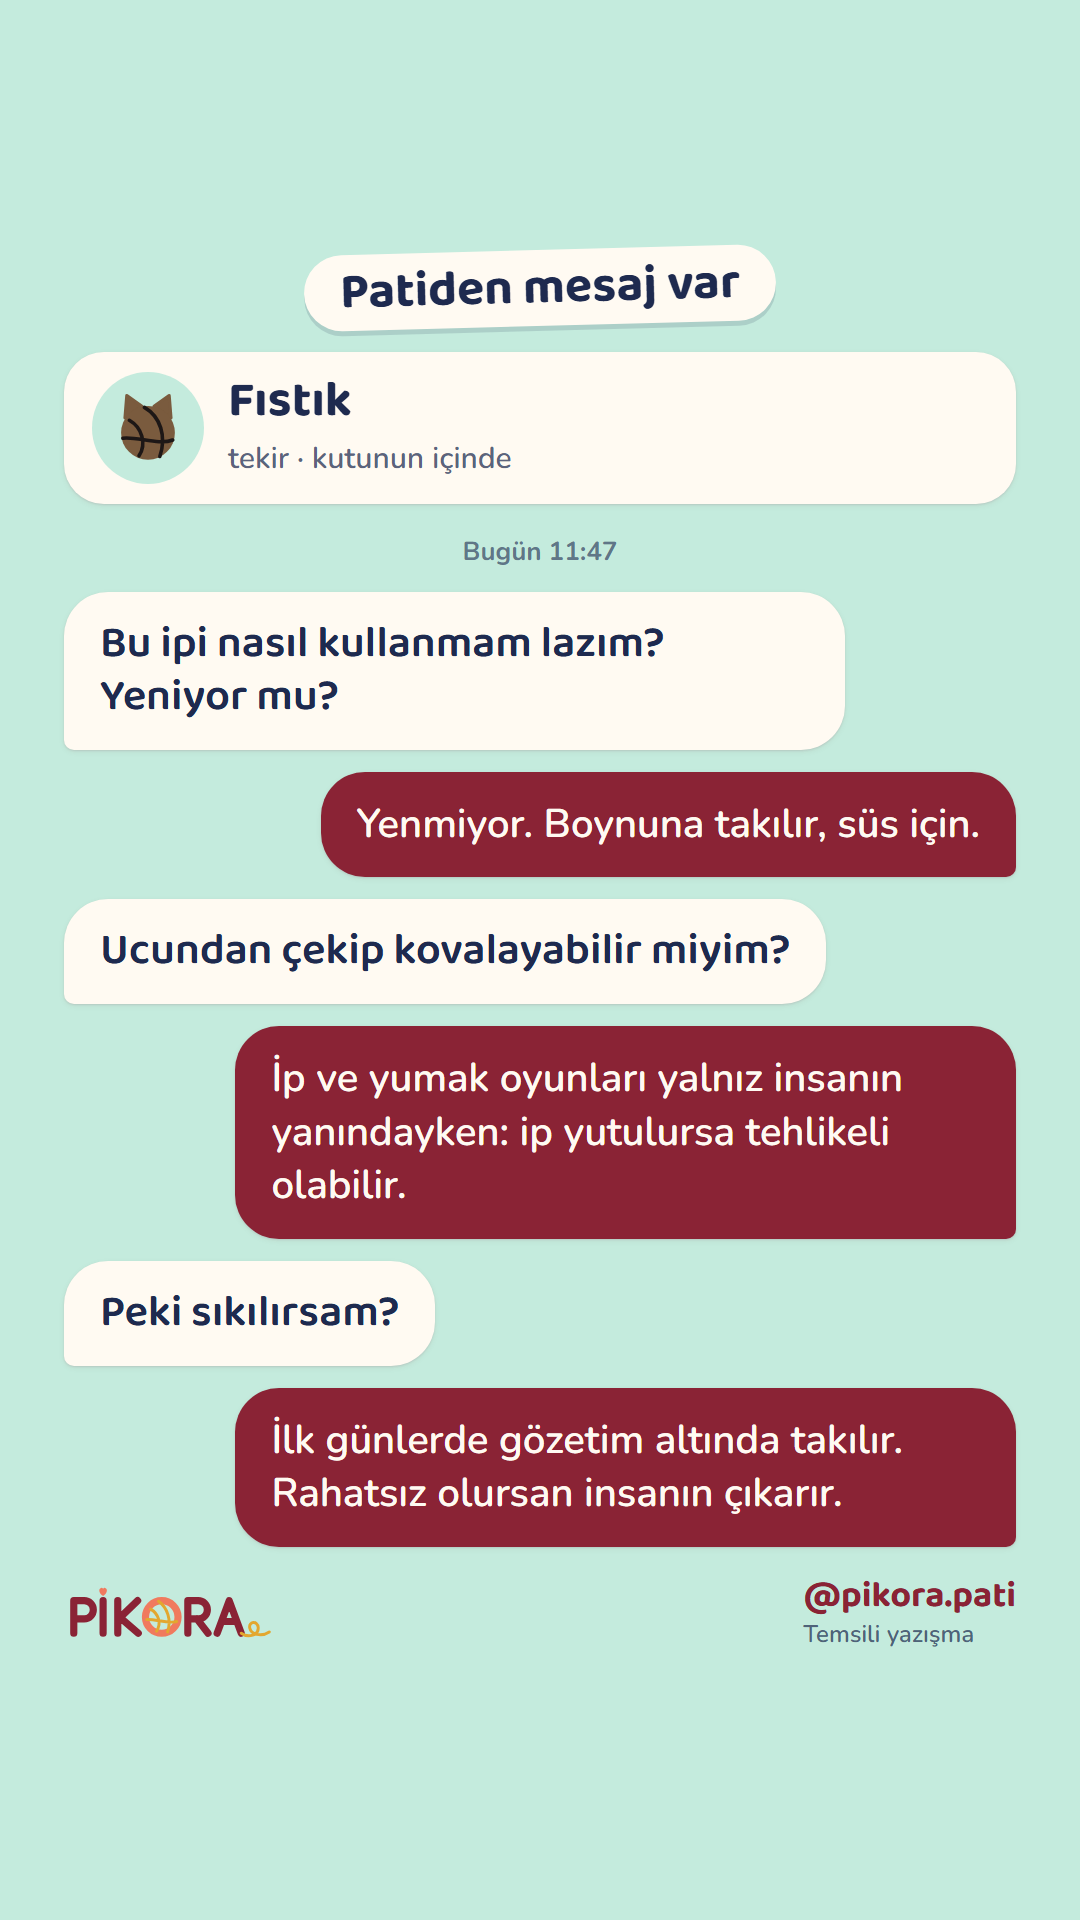 Patiden mesaj var
Fıstık
tekir · kutunun içinde
Bugün 11:47
Bu ipi nasıl kullanmam lazım?
Yeniyor mu?
Yenmiyor. Boynuna takılır, süs için.
Ucundan çekip kovalayabilir miyim?
İp ve yumak oyunları yalnız insanın
yanındayken: ip yutulursa tehlikeli
olabilir.
Peki sıkılırsam?
İlk günlerde gözetim altında takılır.
Rahatsız olursan insanın çıkarır.
PİKORA
@pikora.pati
Temsili yazışma